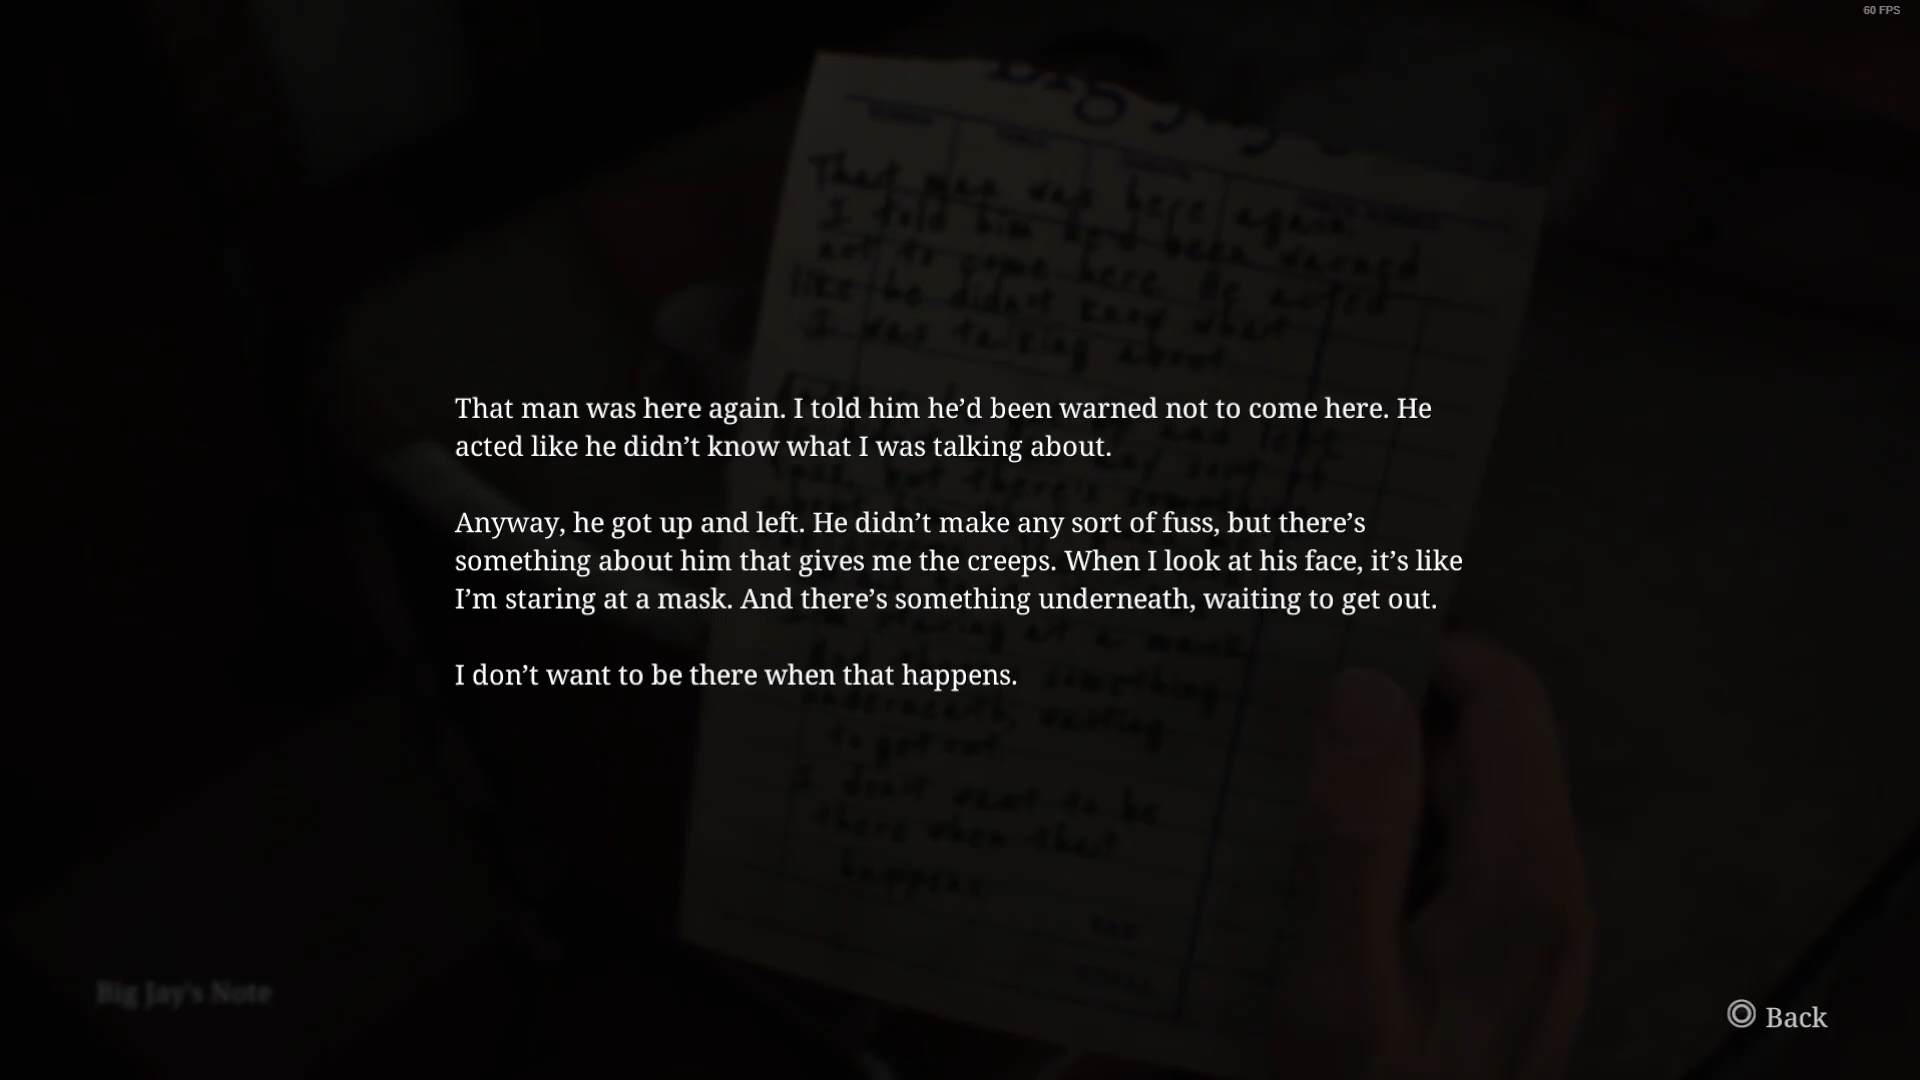 60 FPS
That man was here again. I told him he’d been warned not to come here. He
acted like he didn’t know what I was talking about.
Anyway, he got up and left. He didn’t make any sort of fuss, but there’s
something about him that gives me the creeps. When I look at his face, it’s like
I’m staring at a mask. And there’s something underneath, waiting to get out.
I don’t want to be there when that happens.
Big Jay's Note
Back